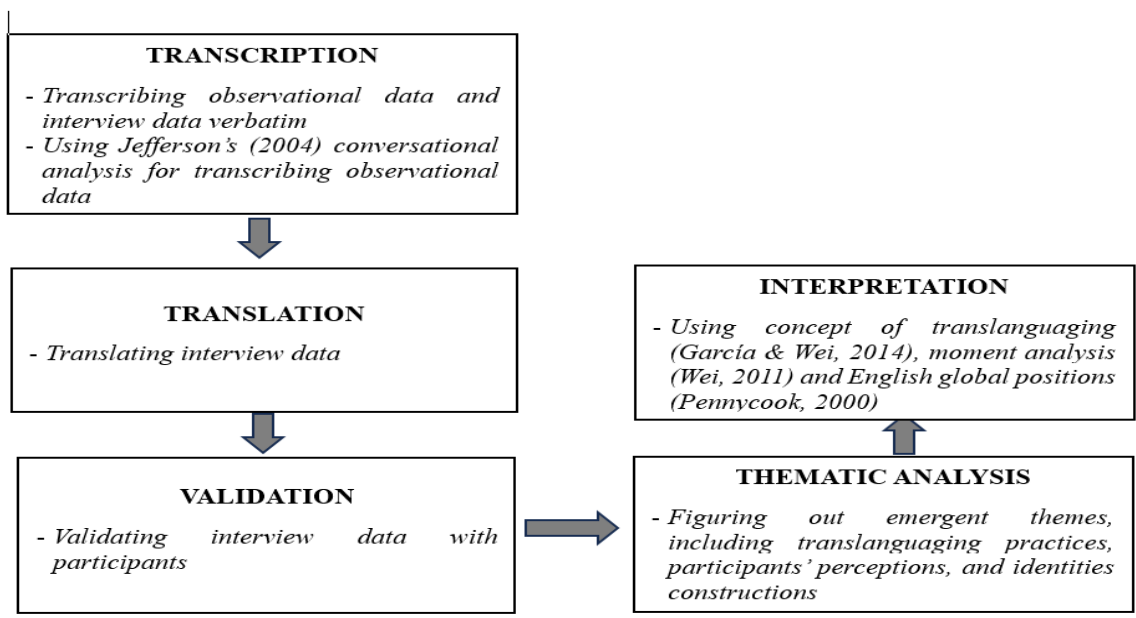 TRANSCRIPTION
- Transcribing observational data and
interview data verbatim
- Using Jefferson's (2004) conversational
analysis for transcribing observational
data
TRANSLATION
- Translating interview data
VALIDATION
- Validating interview data with
participants
THEMATIC ANALYSIS
- Figuring out emergent themes,
including translanguaging practices,
participants' perceptions, and identities
constructions
INTERPRETATION
- Using concept of translanguaging
(García & Wei, 2014), moment analysis
(Wei, 2011) and English global positions
(Pennycook, 2000)